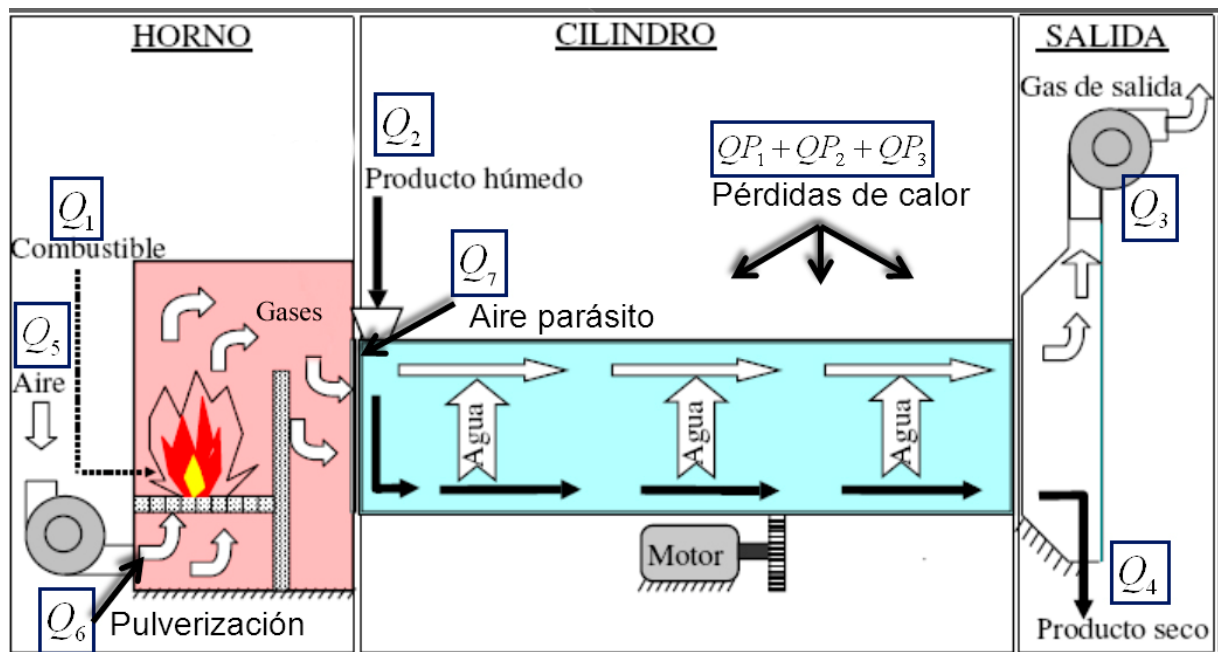 HORNO
CILINDRO
SALIDA
Gas de salida
Q₂
QP₁ + QP₂ + QP₃
Producto húmedo
Pérdidas de calor
Q₁
Q₃
Combustible
Q₇
Gases
Aire parásito
Q₅
Aire
Agua
Agua
Agua
Motor
Q₄
Q₆
Pulverización
Producto seco